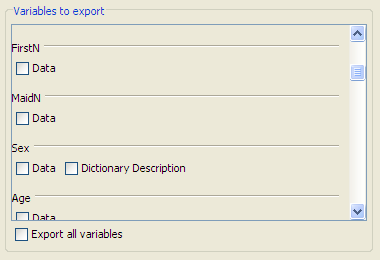 Variables to export
FirstN
Data
MaidN
Data
Sex
Data Dictionary Description
Age
Data
Export all variables